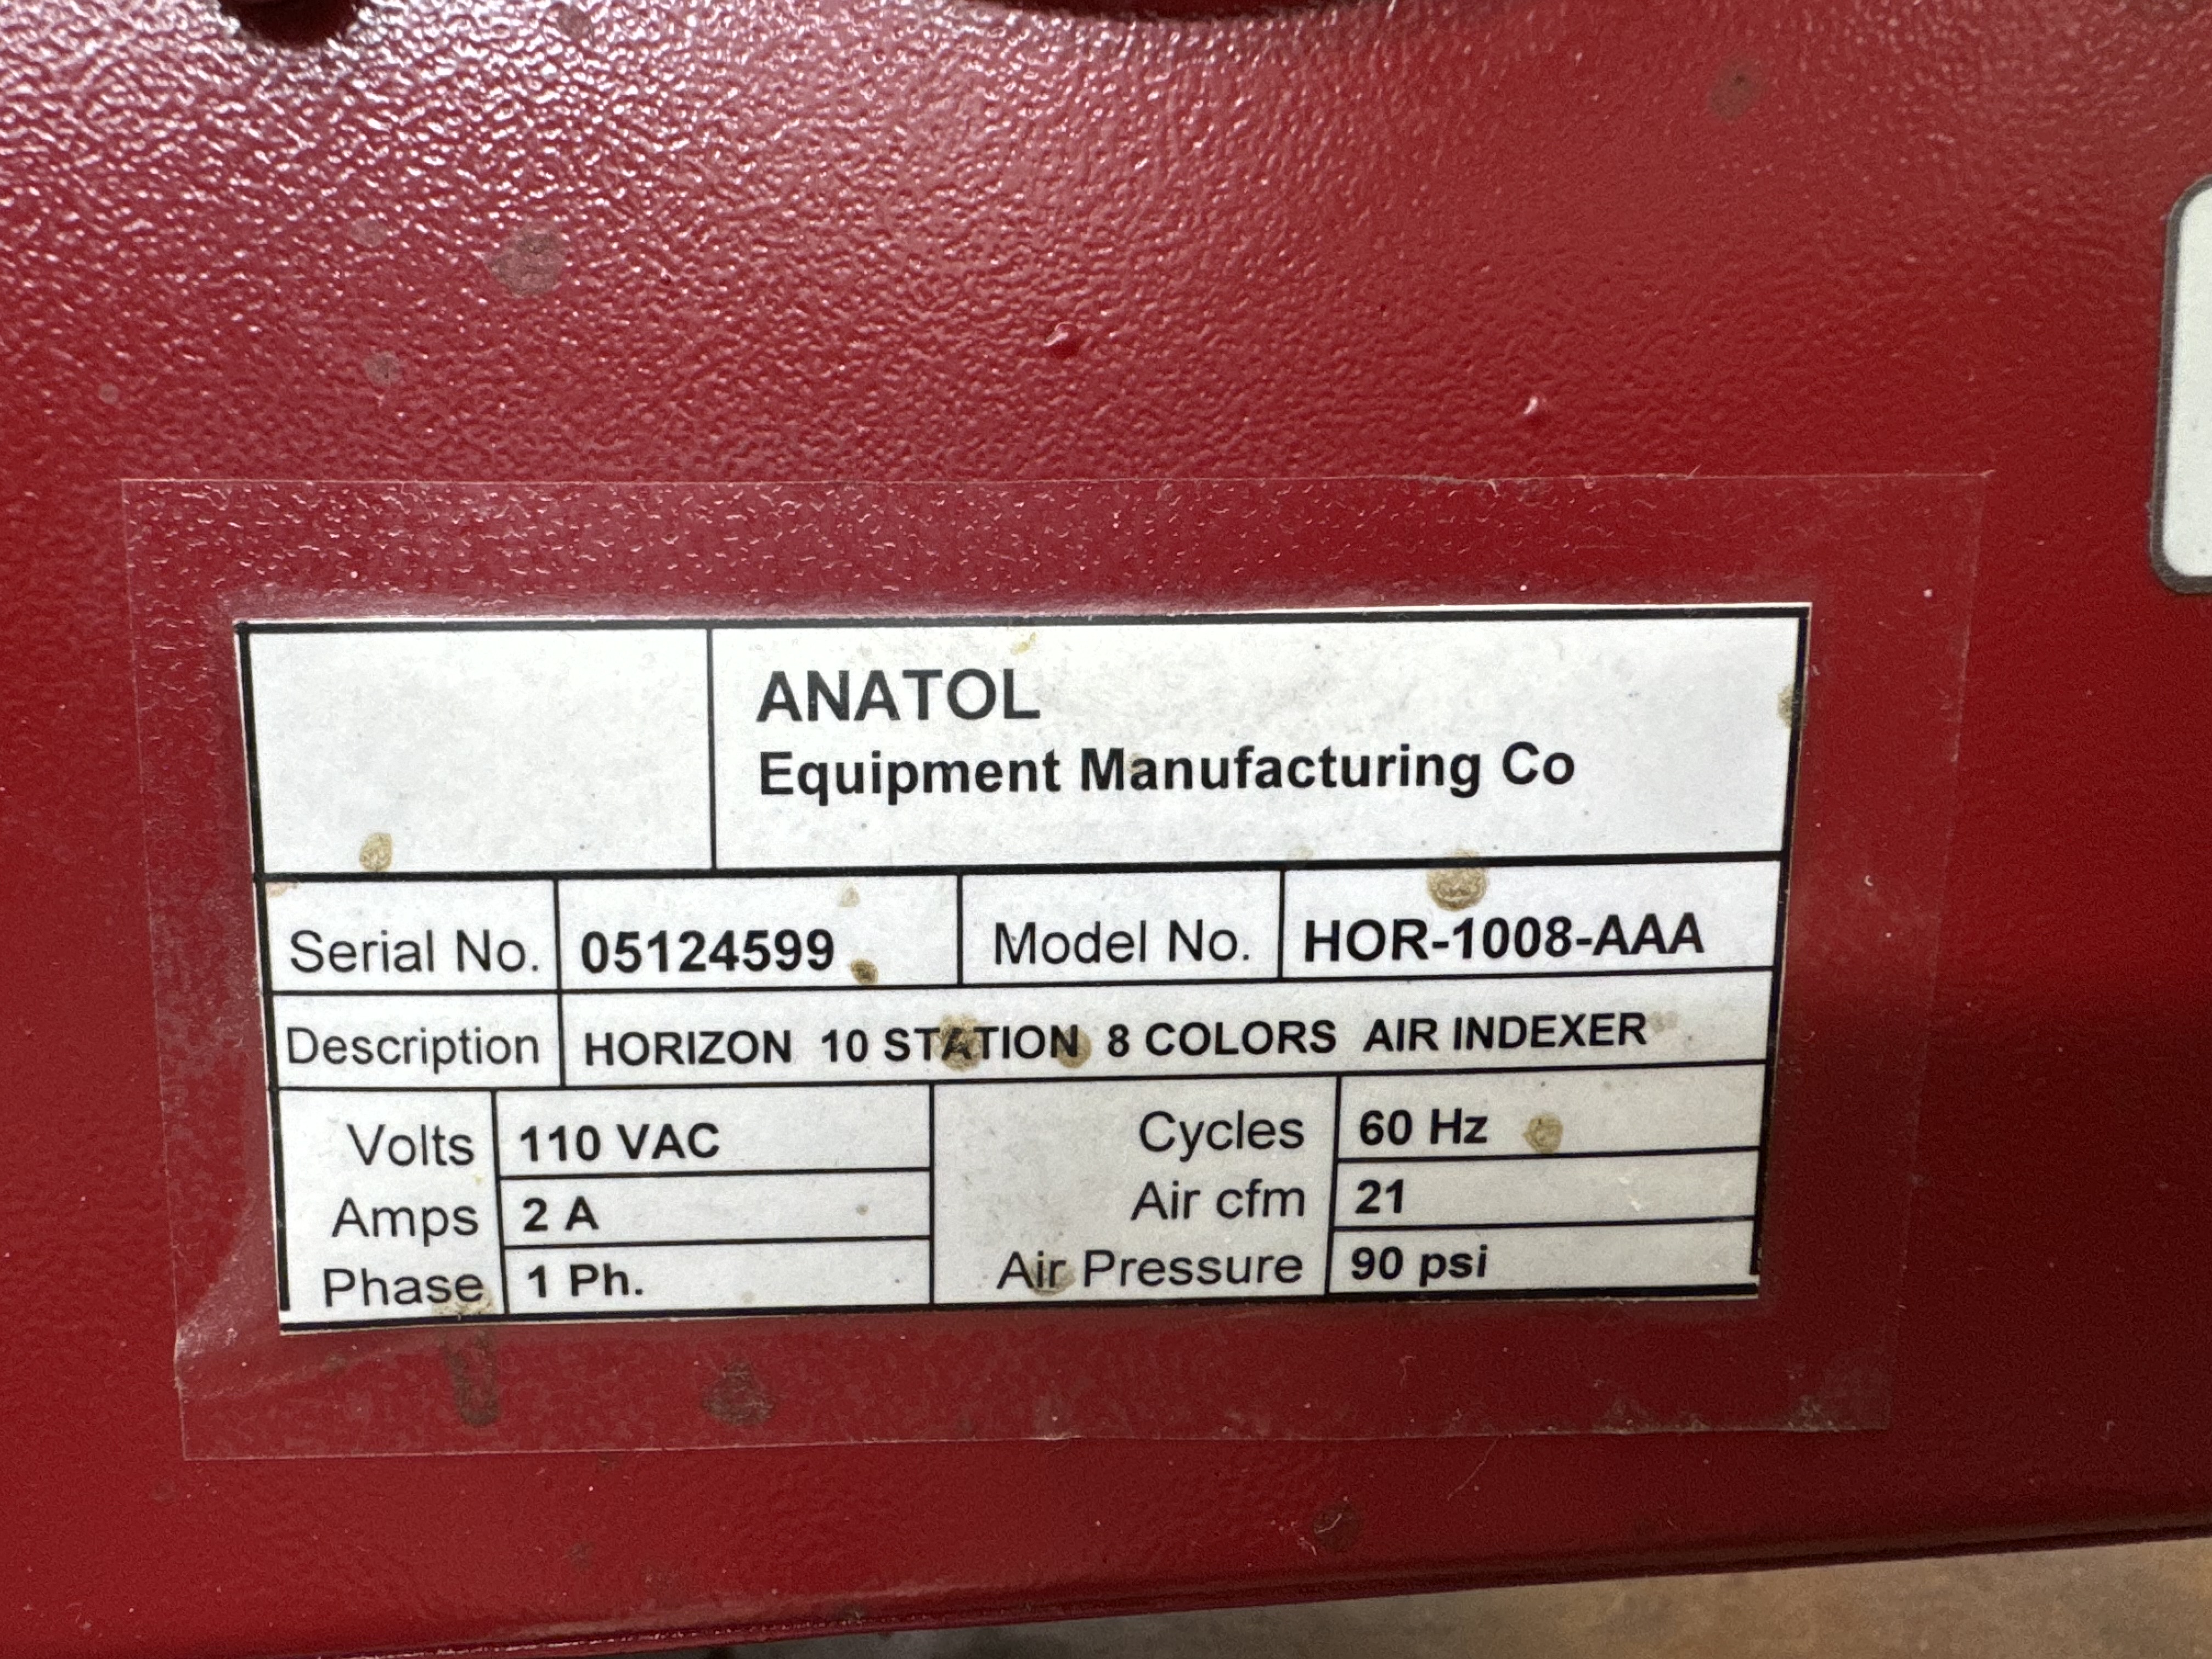 ANATOL
Equipment Manufacturing Co
Serial No. 05124599 Model No. HOR-1008-AAA
Description HORIZON 10 STATION 8 COLORS AIR INDEXER
Volts 110 VAC Cycles 60 Hz
Amps 2 A Air cfm 21
Phase 1 Ph. Air Pressure 90 psi